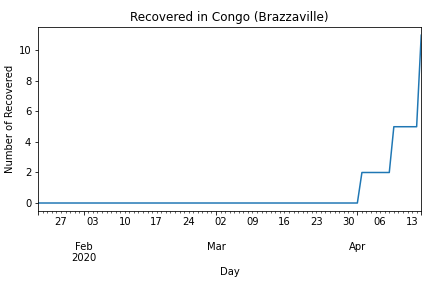 Recovered in Congo (Brazzaville)
Number of Recovered
10
8
6
4
2
0
27 03 10 17 24 02 09 16 23 30 06 13
Feb Mar Apr
2020
Day